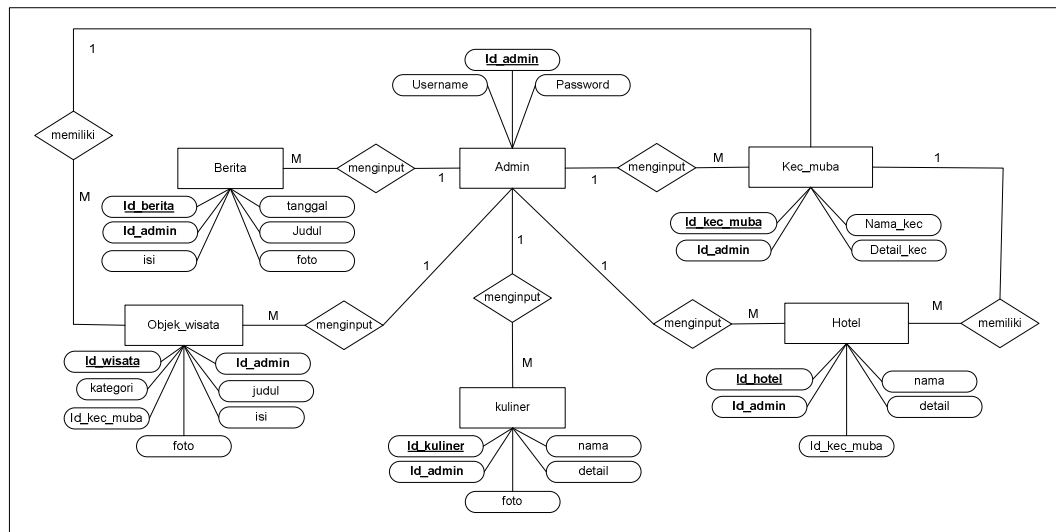 1
Id_admin
Username
Password
memiliki
Berita
M
menginput
1
Admin
1
menginput
M
Kec_muba
1
M
Id_berita
tanggal
Id_admin
Judul
isi
foto
Id_kec_muba
Nama_kec
Id_admin
Detail_kec
1
1
1
menginput
Objek_wisata
M
menginput
menginput
M
Hotel
M
memiliki
Id_wisata
Id_admin
kategori
judul
Id_kec_muba
isi
foto
M
kuliner
Id_kuliner
nama
Id_admin
detail
foto
Id_hotel
nama
Id_admin
detail
Id_kec_muba